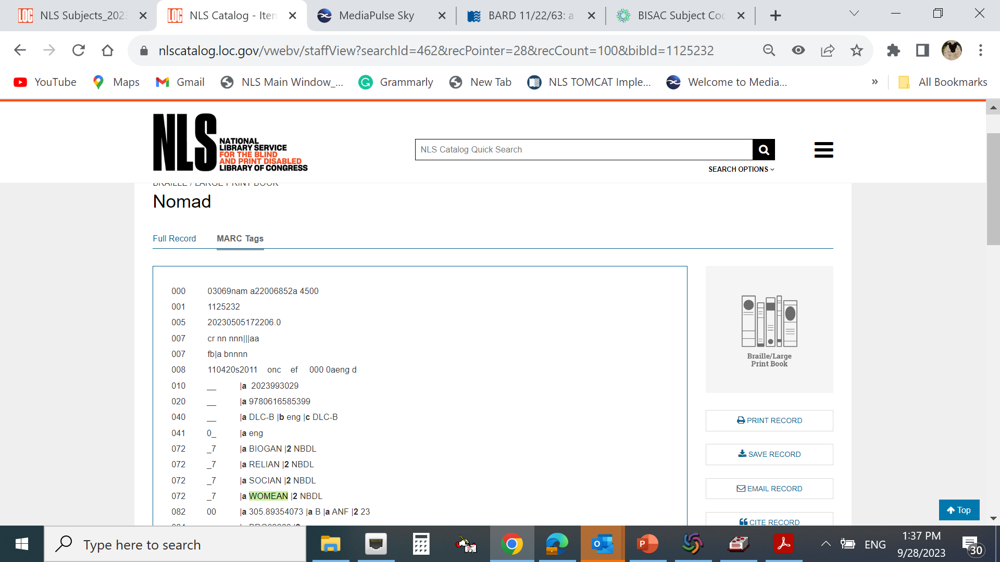 NLS Subjects_202
NLS Catalog - Iten
MediaPulse Sky
BARD 11/22/63: a
BISAC Subject Coc
nlscatalog.loc.gov/vwebv/staffView?searchId=462&recPointer=28&recCount=100&bibId=1125232
YouTube
Maps
Gmail
NLS Main Window_...
Grammarly
New Tab
NLS TOMCAT Imple...
Welcome to Media...
»
All Bookmarks
NLS
NATIONAL
LIBRARY SERVICE
FOR THE BLIND
AND PRINT DISABLED
LIBRARY OF CONGRESS
NLS Catalog Quick Search
SEARCH OPTIONS
BRAILLE / LARGE PRINT BOOK
Nomad
Full Record MARC Tags
000 03069nam a22006852a 4500
001 1125232
005 20230505172206.0
007 cr nn nnn|||aa
007 fb|a bnnnn
008 110420s2011 onc ef 000 0aeng d
010 __ |a 2023993029
020 __ |a 9780616585399
040 __ |a DLC-B |b eng |c DLC-B
041 0_ |a eng
072 _7 |a BIOGAN |2 NBDL
072 _7 |a RELIAN |2 NBDL
072 _7 |a SOCIAN |2 NBDL
072 _7 |a WOMEAN |2 NBDL
082 00 |a 305.89354073 |a B |a ANF |2 23
Braille/Large
Print Book
PRINT RECORD
SAVE RECORD
EMAIL RECORD
CITE RECORD
Top
Type here to search
ENG
1:37 PM
9/28/2023
30